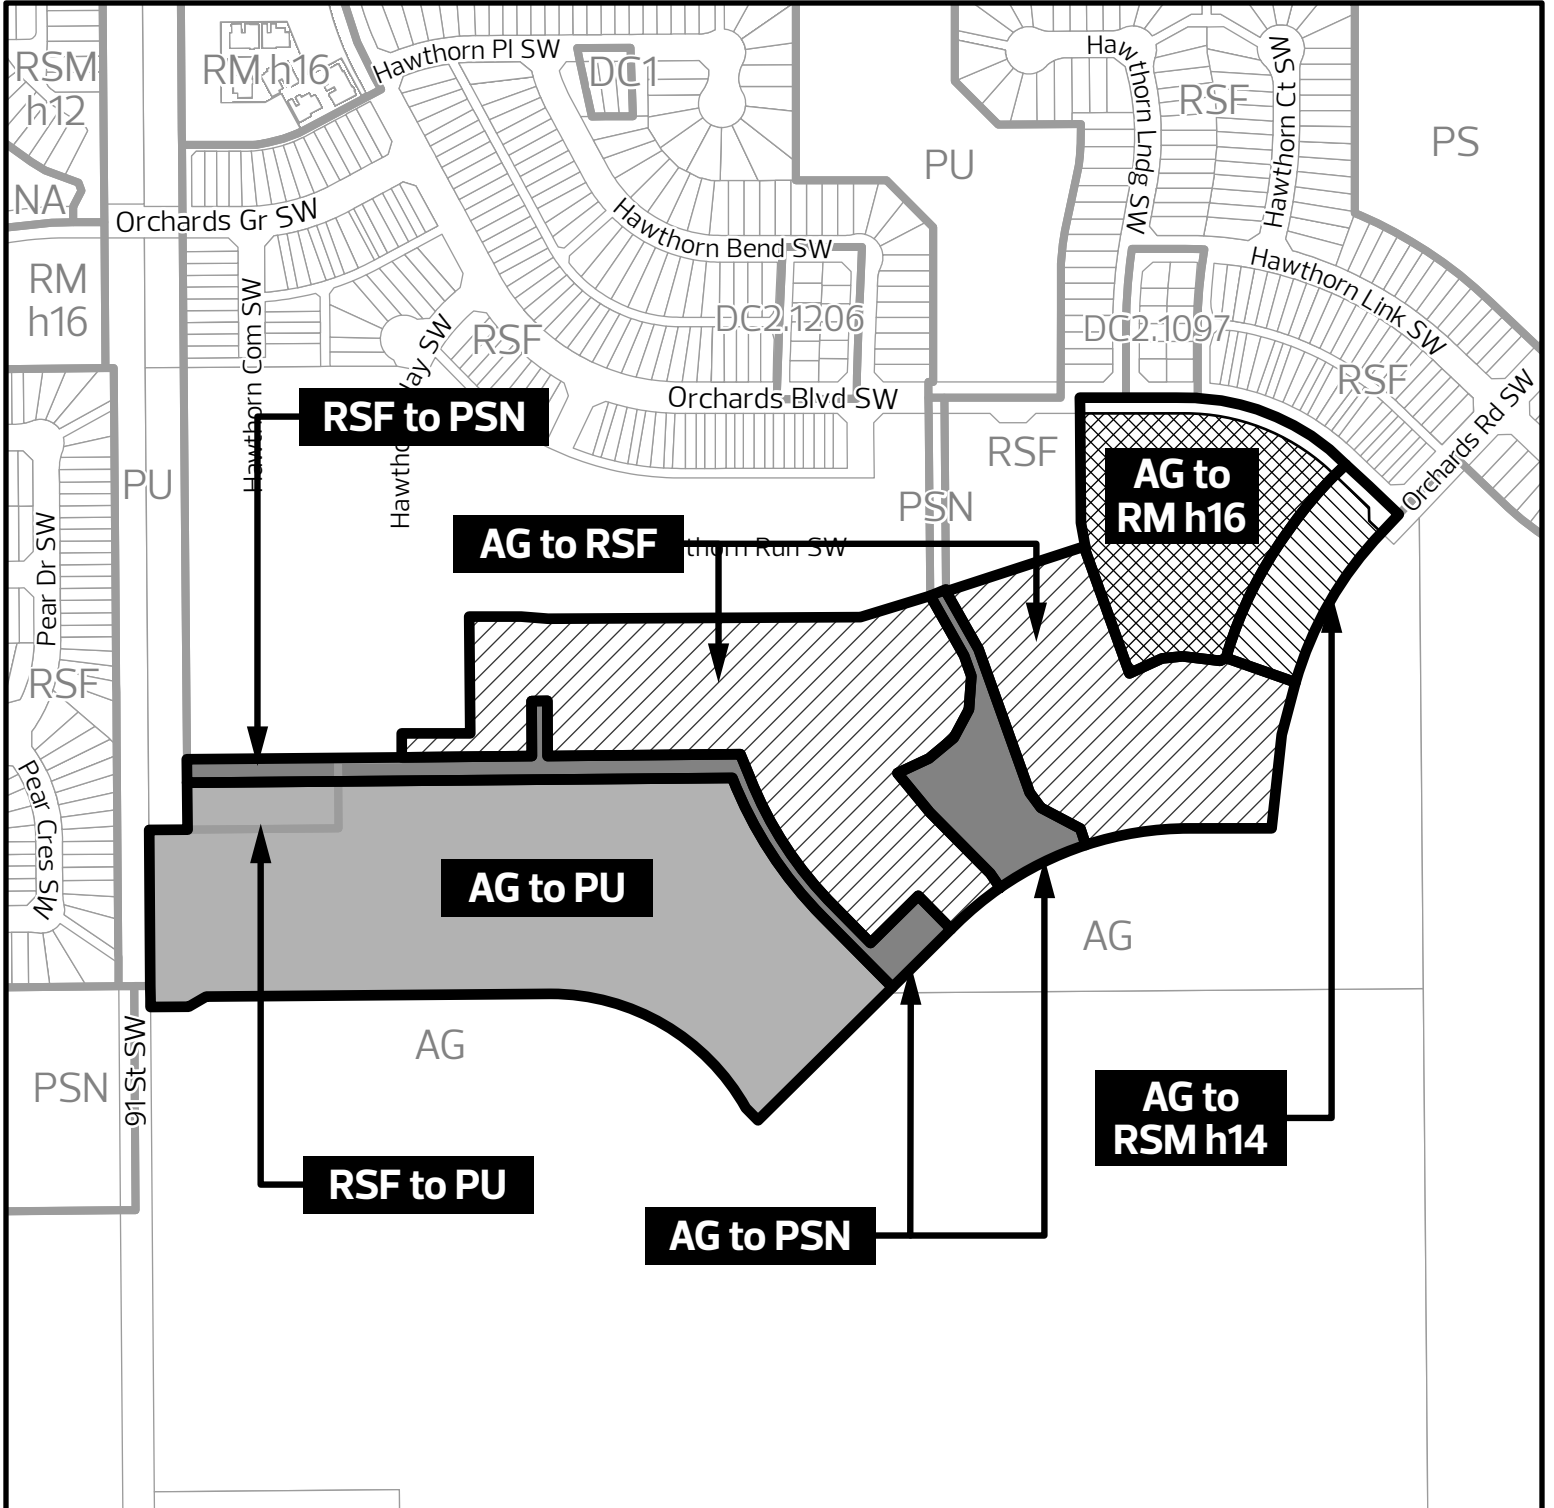 RSM
h12
RM h16
Hawthorn Pl SW
DC1
Hawthorn Lndg SW
Hawthorn Ct SW
RSF
PS
PU
NA
Orchards Gr SW
Hawthorn Bend SW
RM
h16
Hawthorn Com SW
DC2.1206
DC2.1097
Hawthorn Link SW
RSF
RSF
Orchards Blvd SW
Orchards Rd SW
RSF to PSN
RSF
AG to
RM h16
PU
PSN
AG to RSF
Pear Dr SW
RSF
Pear Cres SW
AG to PU
AG
AG
PSN
91 St SW
AG to
RSM h14
RSF to PU
AG to PSN